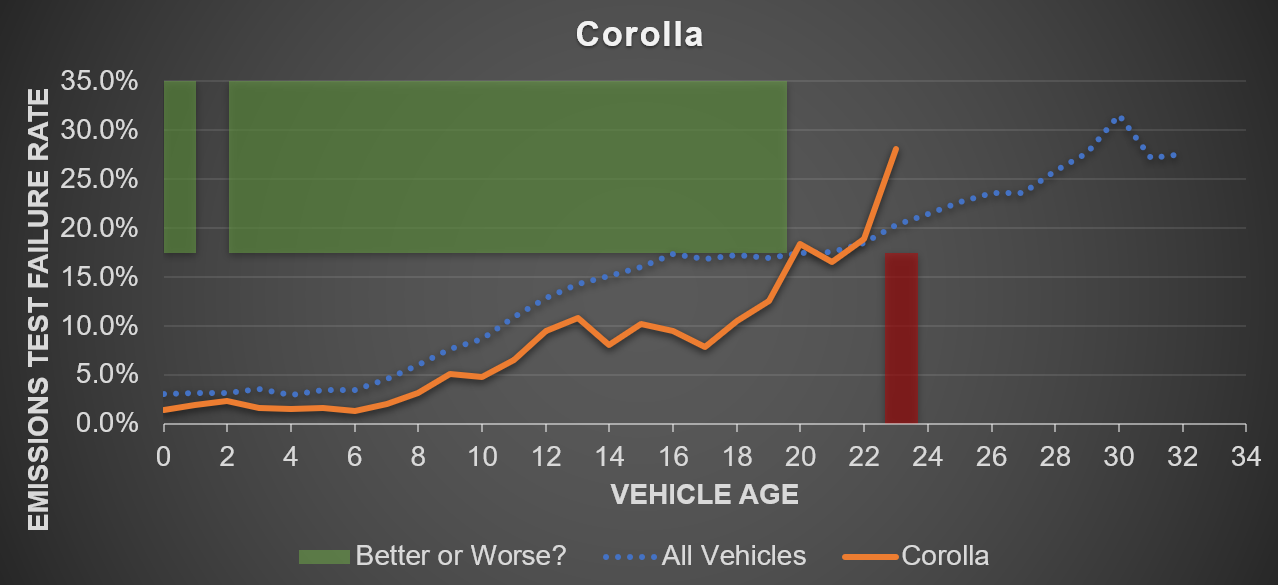 Corolla
EMISSIONS TEST FAILURE RATE
35.0%
30.0%
25.0%
20.0%
15.0%
10.0%
5.0%
0.0%
0 2 4 6 8 10 12 14 16 18 20 22 24 26 28 30 32 34
VEHICLE AGE
Better or Worse? All Vehicles Corolla